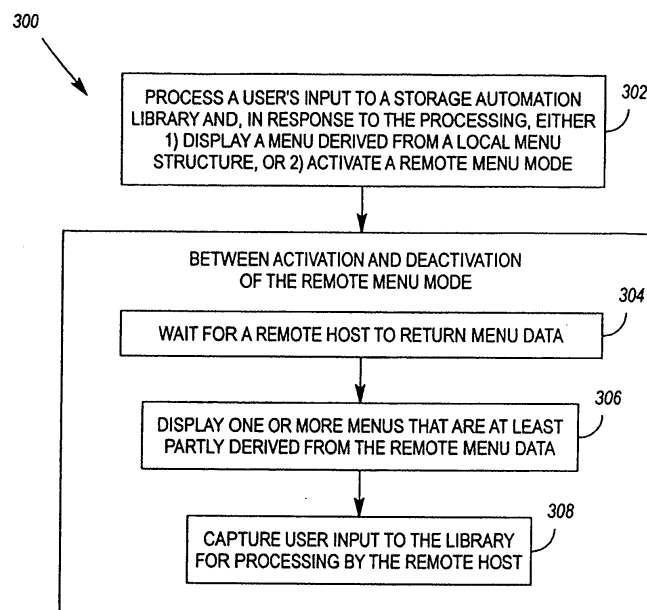 300
PROCESS A USER'S INPUT TO A STORAGE AUTOMATION
LIBRARY AND, IN RESPONSE TO THE PROCESSING, EITHER
1) DISPLAY A MENU DERIVED FROM A LOCAL MENU
STRUCTURE, OR 2) ACTIVATE A REMOTE MENU MODE
302
BETWEEN ACTIVATION AND DEACTIVATION
OF THE REMOTE MENU MODE
WAIT FOR A REMOTE HOST TO RETURN MENU DATA
304
DISPLAY ONE OR MORE MENUS THAT ARE AT LEAST
PARTLY DERIVED FROM THE REMOTE MENU DATA
306
CAPTURE USER INPUT TO THE LIBRARY
FOR PROCESSING BY THE REMOTE HOST
308